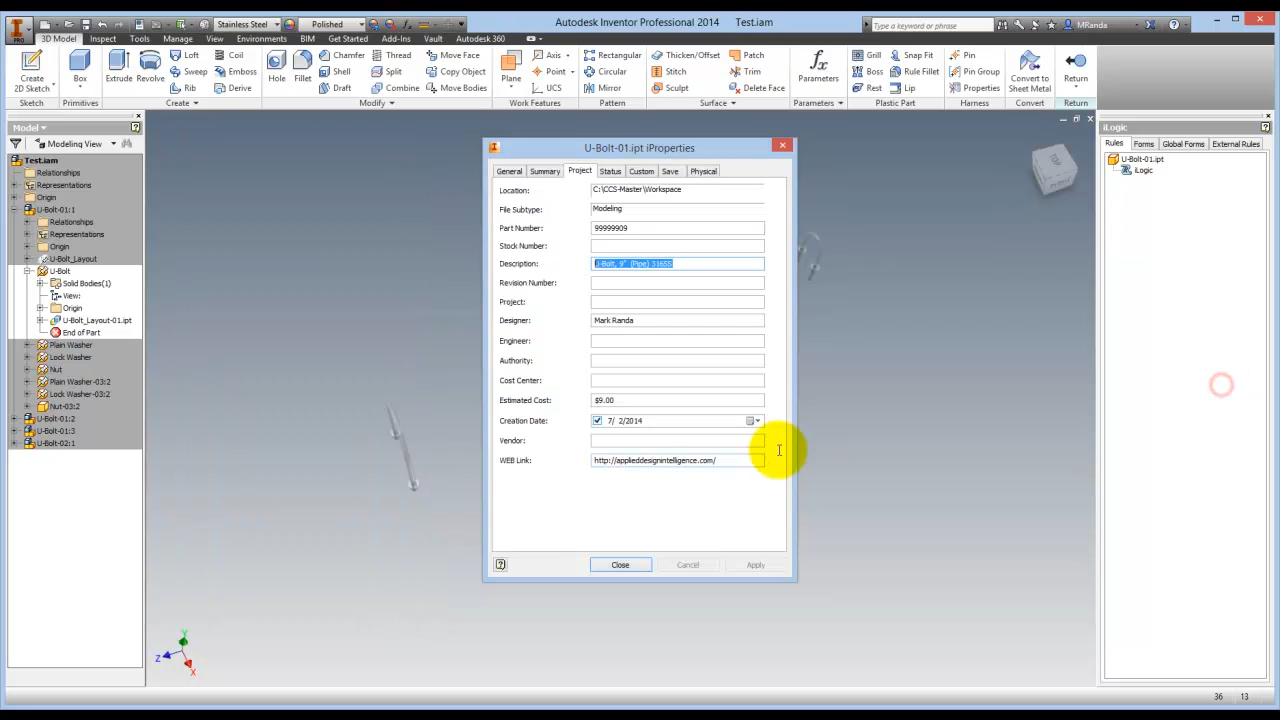 Stainless Steel
Polished
Autodesk Inventor Professional 2014 Test.iam
Type a keyword or phrase
MRanda
PRO
3D Model
Inspect
Tools
Manage
View
Environments
BIM
Get Started
Add-Ins
Vault
Autodesk 360
Create
2D Sketch
Sketch
Box
Primitives
Extrude
Revolve
Loft
Sweep
Rib
Coil
Emboss
Derive
Create
Hole
Fillet
Chamfer
Shell
Draft
Thread
Split
Combine
Move Face
Copy Object
Move Bodies
Modify
Plane
Axis
Point
UCS
Work Features
Rectangular
Circular
Mirror
Pattern
Thicken/Offset
Stitch
Sculpt
Patch
Trim
Delete Face
Surface
fx
Parameters
Parameters
Grill
Boss
Rest
Snap Fit
Rule Fillet
Lip
Plastic Part
Pin
Pin Group
Properties
Harness
Convert to
Sheet Metal
Convert
Return
Return
Model
Modeling View
Test.iam
Relationships
Representations
Origin
U-Bolt-01:1
Relationships
Representations
Origin
U-Bolt_Layout
U-Bolt
Solid Bodies(1)
View:
Origin
U-Bolt_Layout-01.ipt
End of Part
Plain Washer
Lock Washer
Nut
Plain Washer-03:2
Lock Washer-03:2
Nut-03:2
U-Bolt-01:2
U-Bolt-01:3
U-Bolt-02:1
U-Bolt-01.ipt iProperties
General
Summary
Project
Status
Custom
Save
Physical
Location: C:\CCS-Master\Workspace
File Subtype: Modeling
Part Number: 99999909
Stock Number:
Description: U-Bolt, 9" (Pipe) 316SS
Revision Number:
Project:
Designer: Mark Randa
Engineer:
Authority:
Cost Center:
Estimated Cost: $9.00
Creation Date: 7/ 2/2014
Vendor:
WEB Link: http://applieddesignintelligence.com/
Close
Cancel
Apply
iLogic
Rules
Forms
Global Forms
External Rules
U-Bolt-01.ipt
iLogic
Y
Z
X
36 13